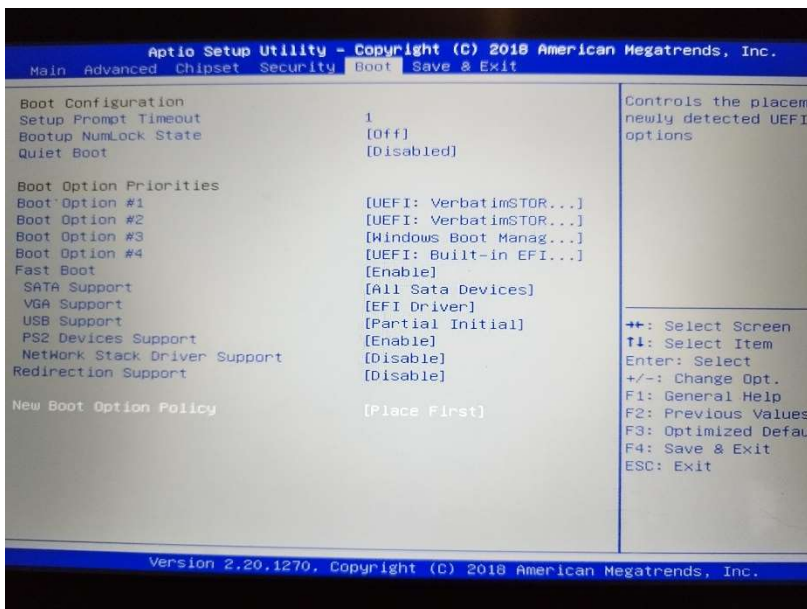 Aptio Setup Utility – Copyright (C) 2018 American Megatrends, Inc.
Main Advanced Chipset Security Boot Save & Exit
Boot Configuration
Setup Prompt Timeout 1
Bootup NumLock State [Off]
Quiet Boot [Disabled]
Boot Option Priorities
Boot Option #1 [UEFI: VerbatimSTOR...]
Boot Option #2 [UEFI: VerbatimSTOR...]
Boot Option #3 [Windows Boot Manag...]
Boot Option #4 [UEFI: Built-in EFI...]
Fast Boot [Enable]
SATA Support [All Sata Devices]
VGA Support [EFI Driver]
USB Support [Partial Initial]
PS2 Devices Support [Enable]
NetWork Stack Driver Support [Disable]
Redirection Support [Disable]
New Boot Option Policy [Place First]
Controls the placem
newly detected UEFI
options
→←: Select Screen
↑↓: Select Item
Enter: Select
+/-: Change Opt.
F1: General Help
F2: Previous Values
F3: Optimized Defau
F4: Save & Exit
ESC: Exit
Version 2.20.1270. Copyright (C) 2018 American Megatrends, Inc.